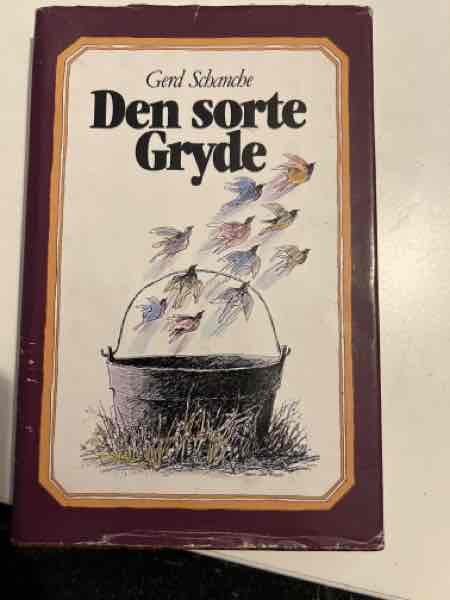 Gerd Schanche
Den sorte
Gryde